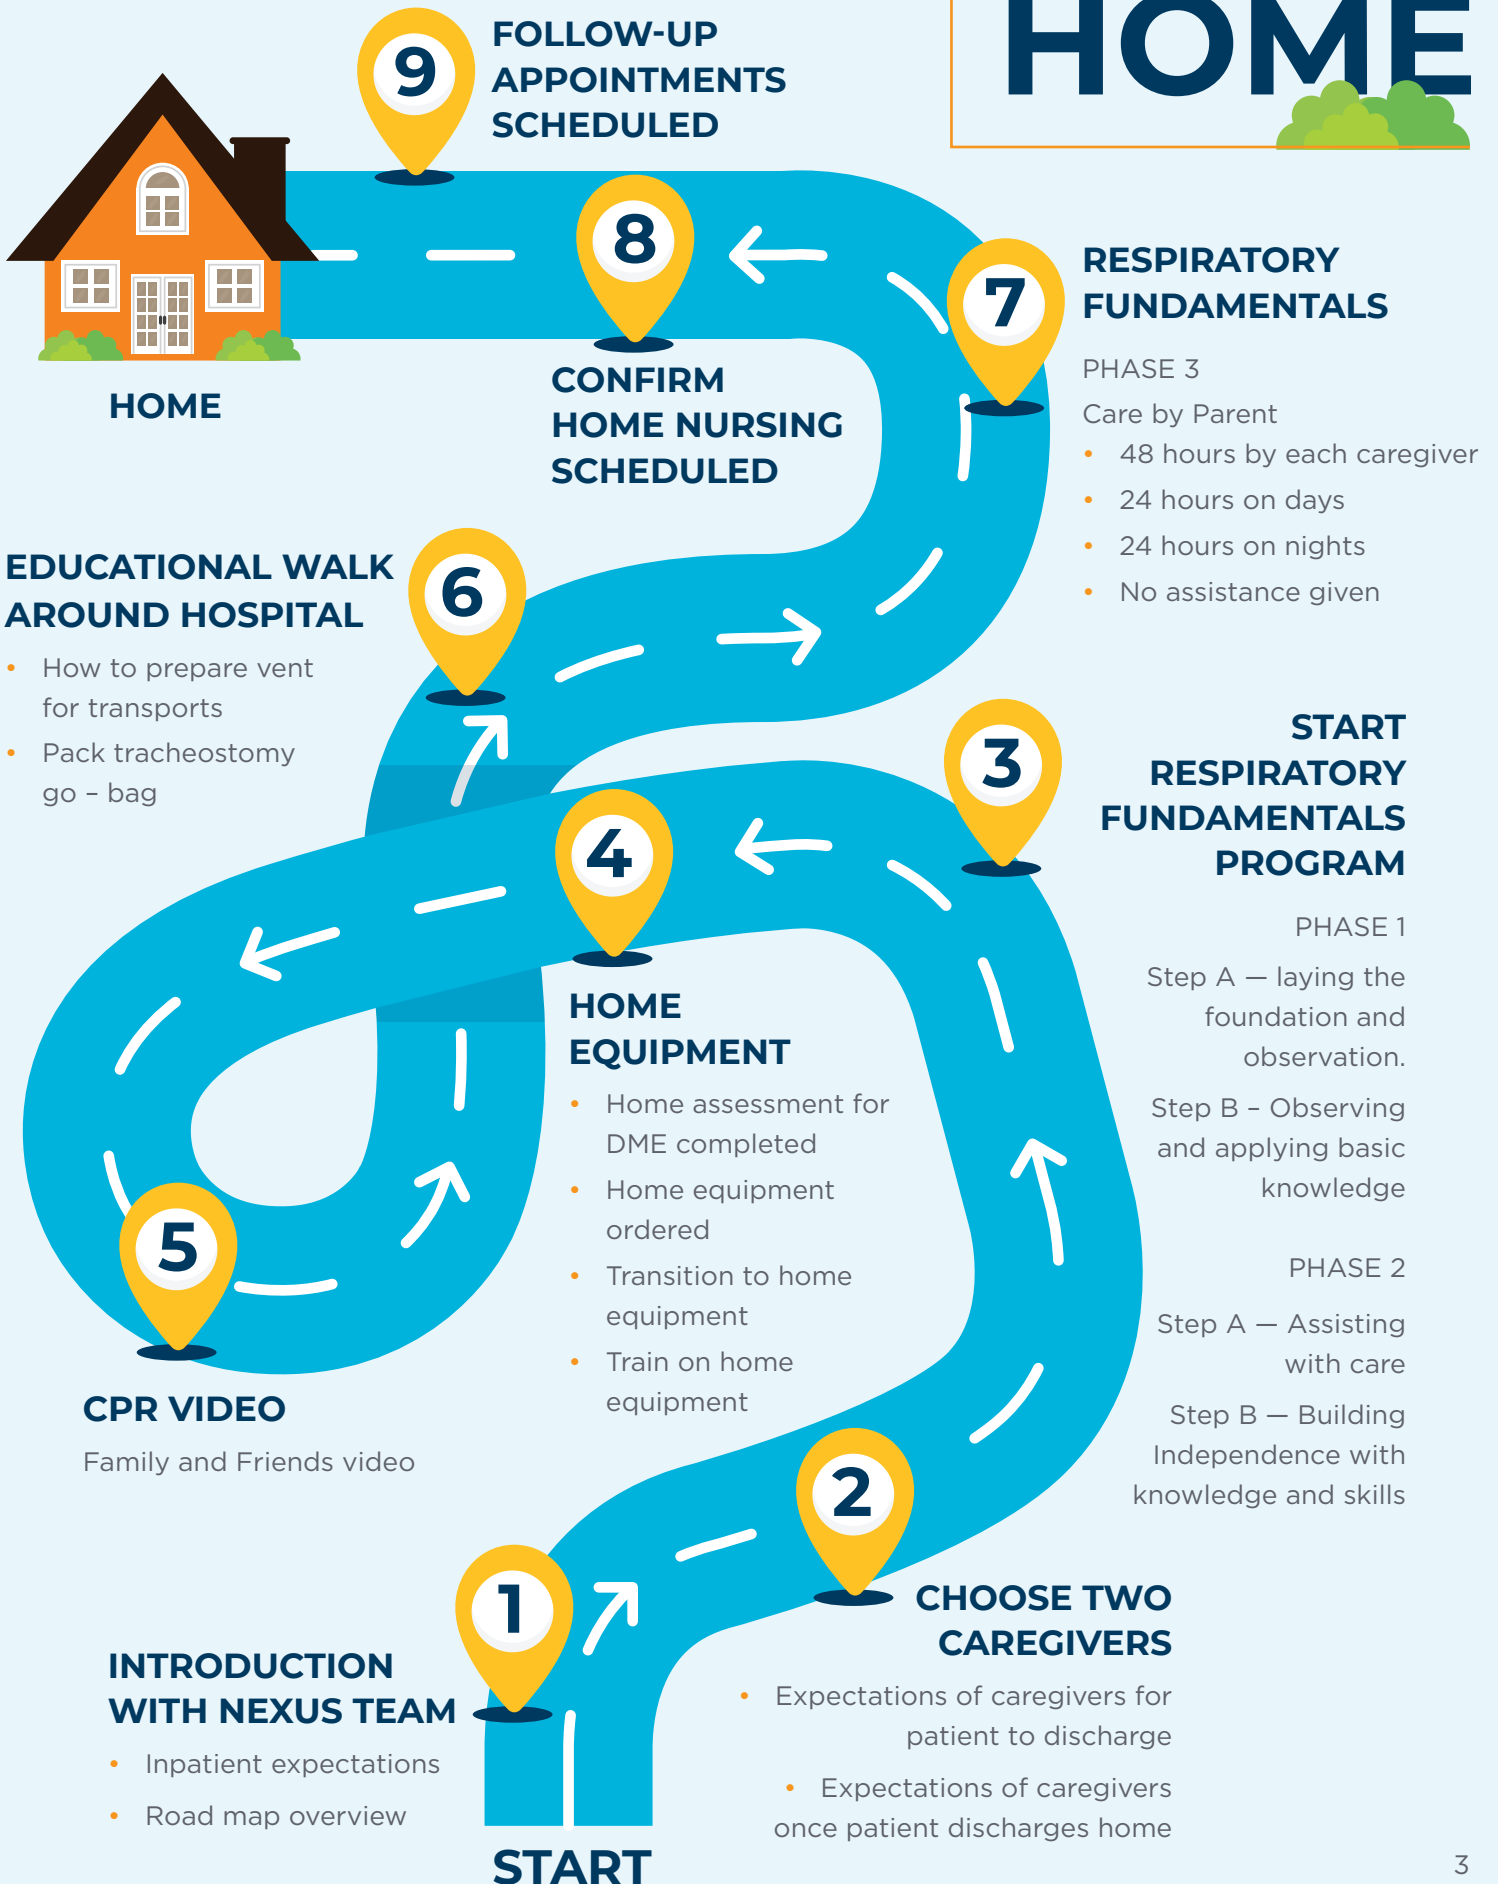 HOME
9
FOLLOW-UP
APPOINTMENTS
SCHEDULED
8
CONFIRM
HOME NURSING
SCHEDULED
7
RESPIRATORY
FUNDAMENTALS
PHASE 3
Care by Parent
• 48 hours by each caregiver
• 24 hours on days
• 24 hours on nights
• No assistance given
HOME
6
EDUCATIONAL WALK
AROUND HOSPITAL
• How to prepare vent
for transports
• Pack tracheostomy
go – bag
3
START
RESPIRATORY
FUNDAMENTALS
PROGRAM
PHASE 1
Step A — laying the
foundation and
observation.
Step B – Observing
and applying basic
knowledge
PHASE 2
Step A — Assisting
with care
Step B — Building
Independence with
knowledge and skills
4
HOME
EQUIPMENT
• Home assessment for
DME completed
• Home equipment
ordered
• Transition to home
equipment
• Train on home
equipment
5
CPR VIDEO
Family and Friends video
2
CHOOSE TWO
CAREGIVERS
• Expectations of caregivers for
patient to discharge
• Expectations of caregivers
once patient discharges home
1
INTRODUCTION
WITH NEXUS TEAM
• Inpatient expectations
• Road map overview
START
3